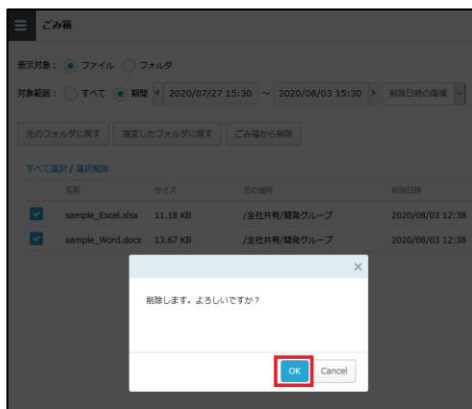 ごみ箱
表示対象： ファイル フォルダ
対象範囲： すべて 期間 2020/07/27 15:30 ～ 2020/08/03 15:30 削除日時の降順
元のフォルダに戻す 指定したフォルダに戻す ごみ箱から削除
すべて選択 / 選択解除
名前 サイズ 元の場所 削除日時
sample_Excel.xlsx 11.18 KB /全社共有/開発グループ 2020/08/03 12:38
sample_Word.docx 13.67 KB /全社共有/開発グループ 2020/08/03 12:38
削除します。よろしいですか？
OK Cancel